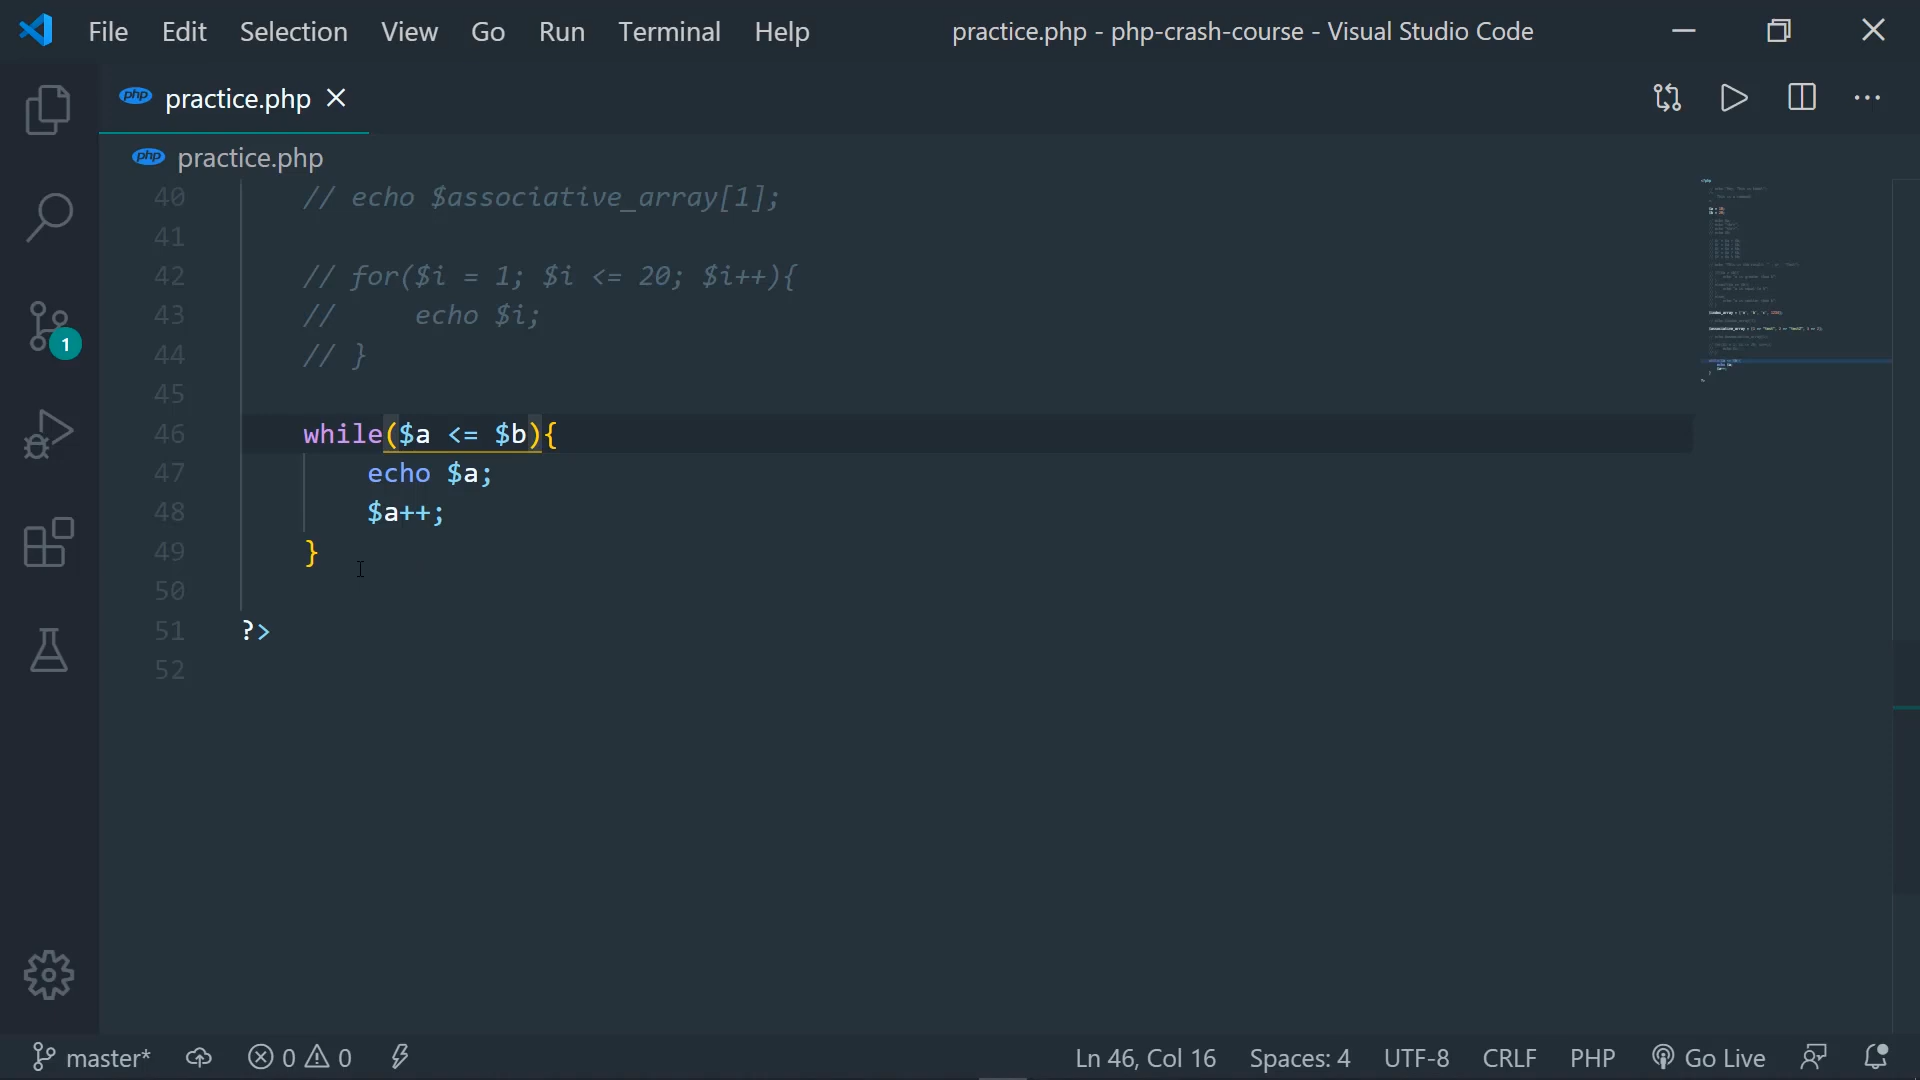 File Edit Selection View Go Run Terminal Help practice.php - php-crash-course - Visual Studio Code
php practice.php
php practice.php
40 // echo $associative_array[1];
41
42 // for($i = 1; $i <= 20; $i++){
43 //     echo $i;
44 // }
45
46 while($a <= $b){
47     echo $a;
48     $a++;
49 }
50
51 ?>
52
1
master* 0 0 Ln 46, Col 16 Spaces: 4 UTF-8 CRLF PHP Go Live